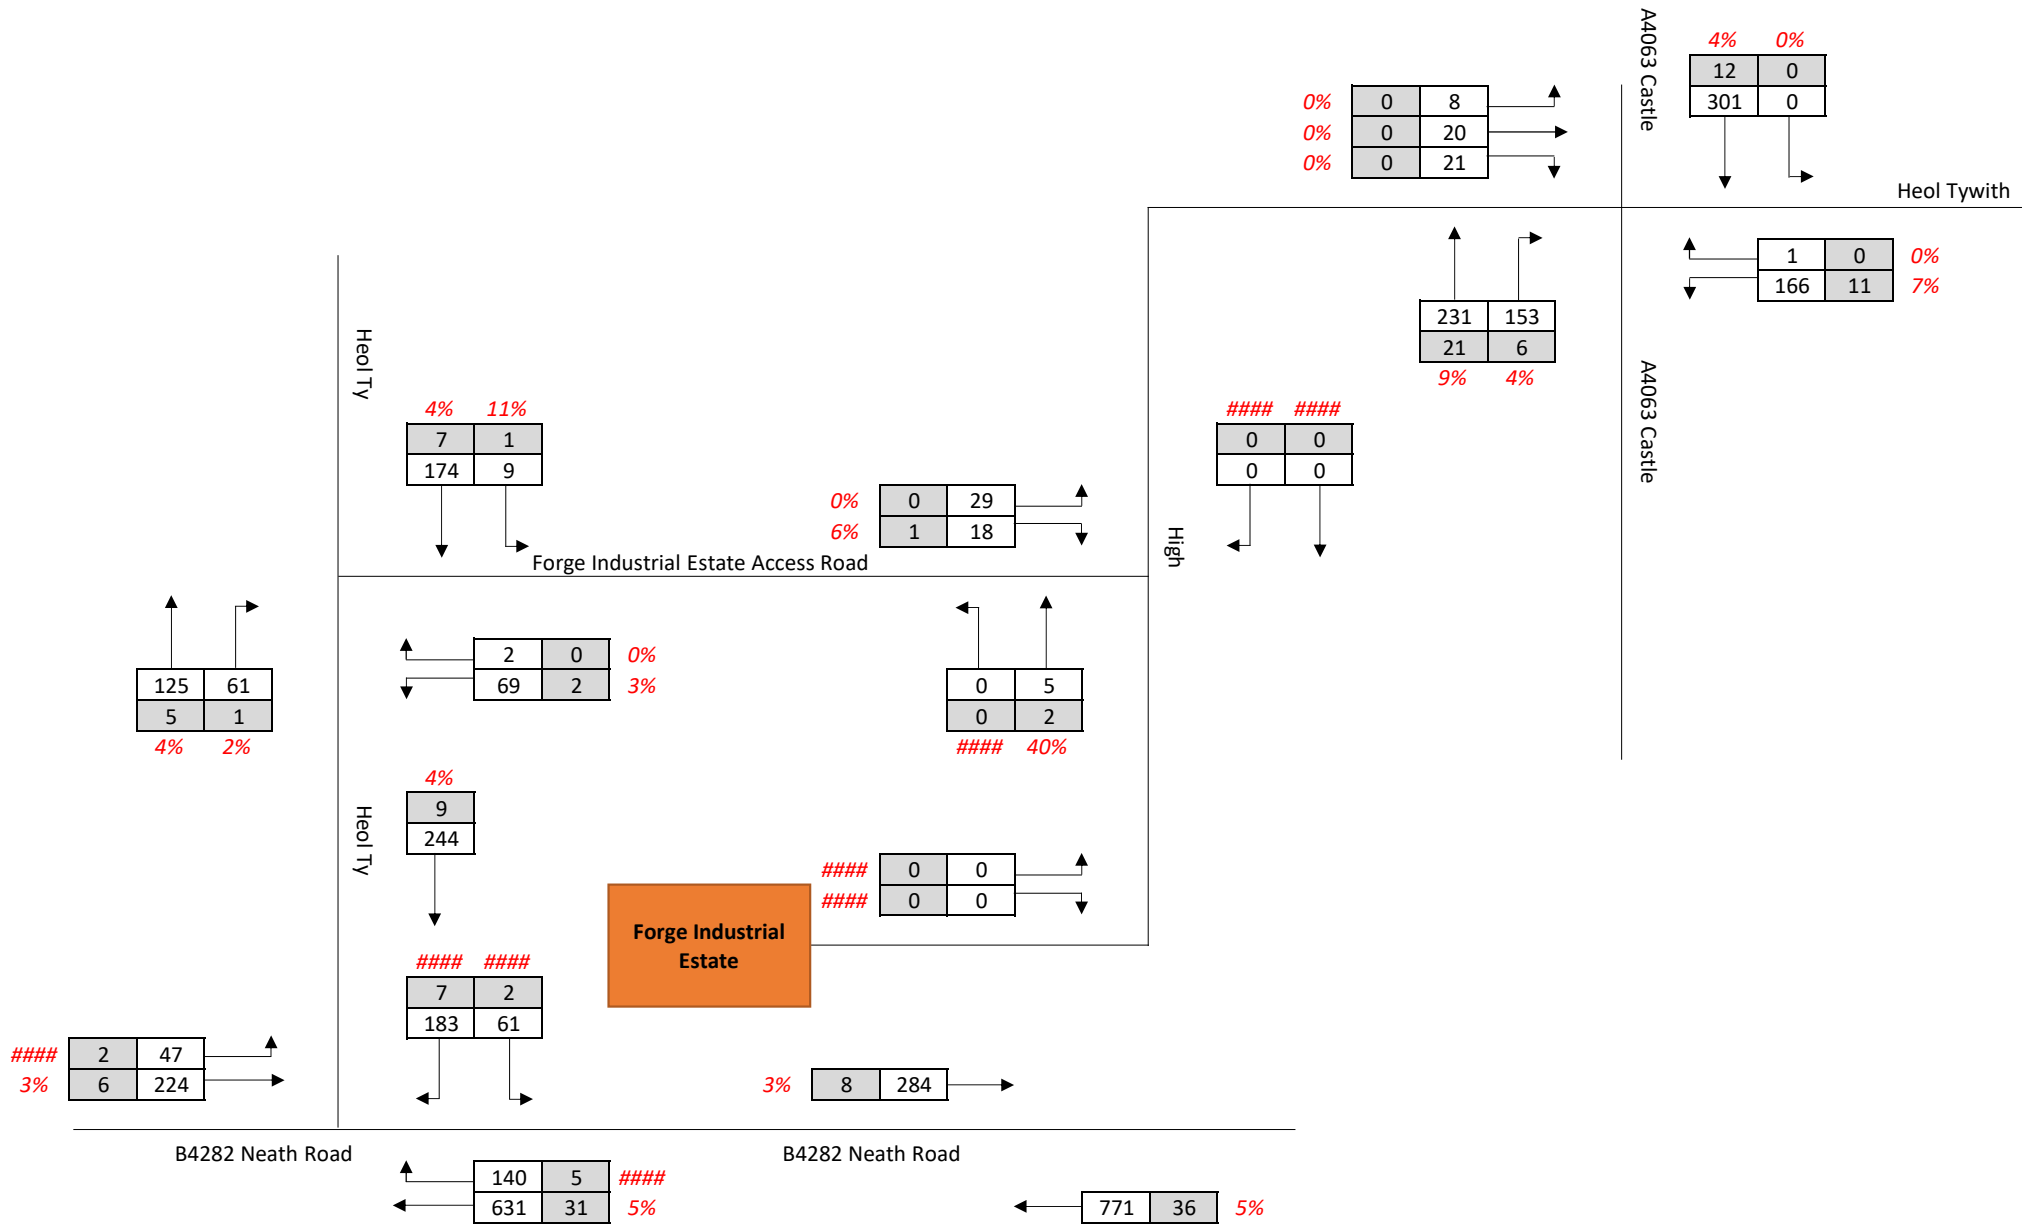 A4063 Castle
4% 0%
12 0
301 0
0% 0 8
0% 0 20
0% 0 21
Heol Tywith
1 0 0%
166 11 7%
231 153
21 6
9% 4%
A4063 Castle
Heol Ty
4% 11%
7 1
174 9
#### ####
0 0
0 0
0% 0 29
6% 1 18
High
Forge Industrial Estate Access Road
2 0 0%
69 2 3%
125 61
5 1
4% 2%
0 5
0 2
#### 40%
4%
9
244
Heol Ty
#### 0 0
#### 0 0
Forge Industrial
Estate
#### ####
7 2
183 61
#### 2 47
3% 6 224
3% 8 284
B4282 Neath Road
B4282 Neath Road
140 5 ####
631 31 5%
771 36 5%